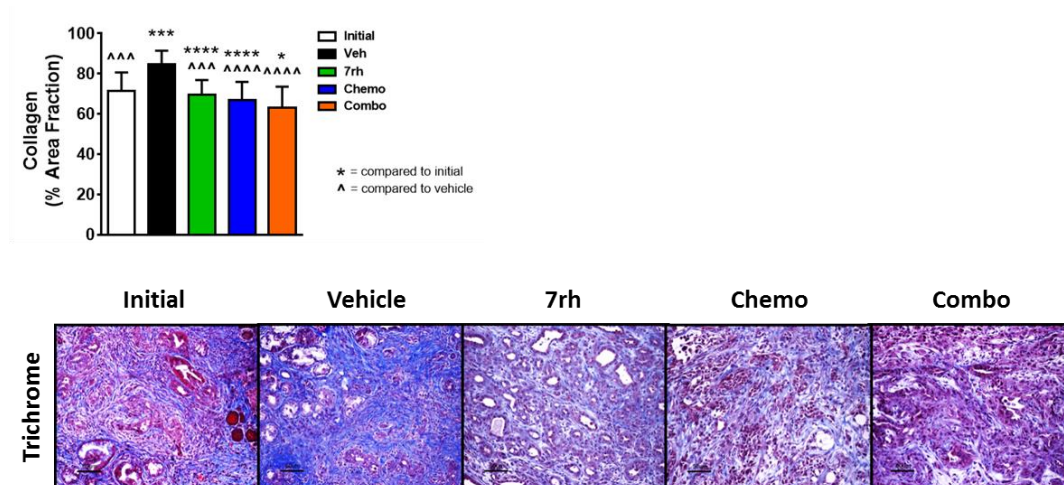 Collagen
(% Area Fraction)
100
80
60
40
20
0
^^^
***
****
^^^
****
^^^^
*
^^^^
Initial
Veh
7rh
Chemo
Combo
* = compared to initial
^ = compared to vehicle
Initial Vehicle 7rh Chemo Combo
Trichrome